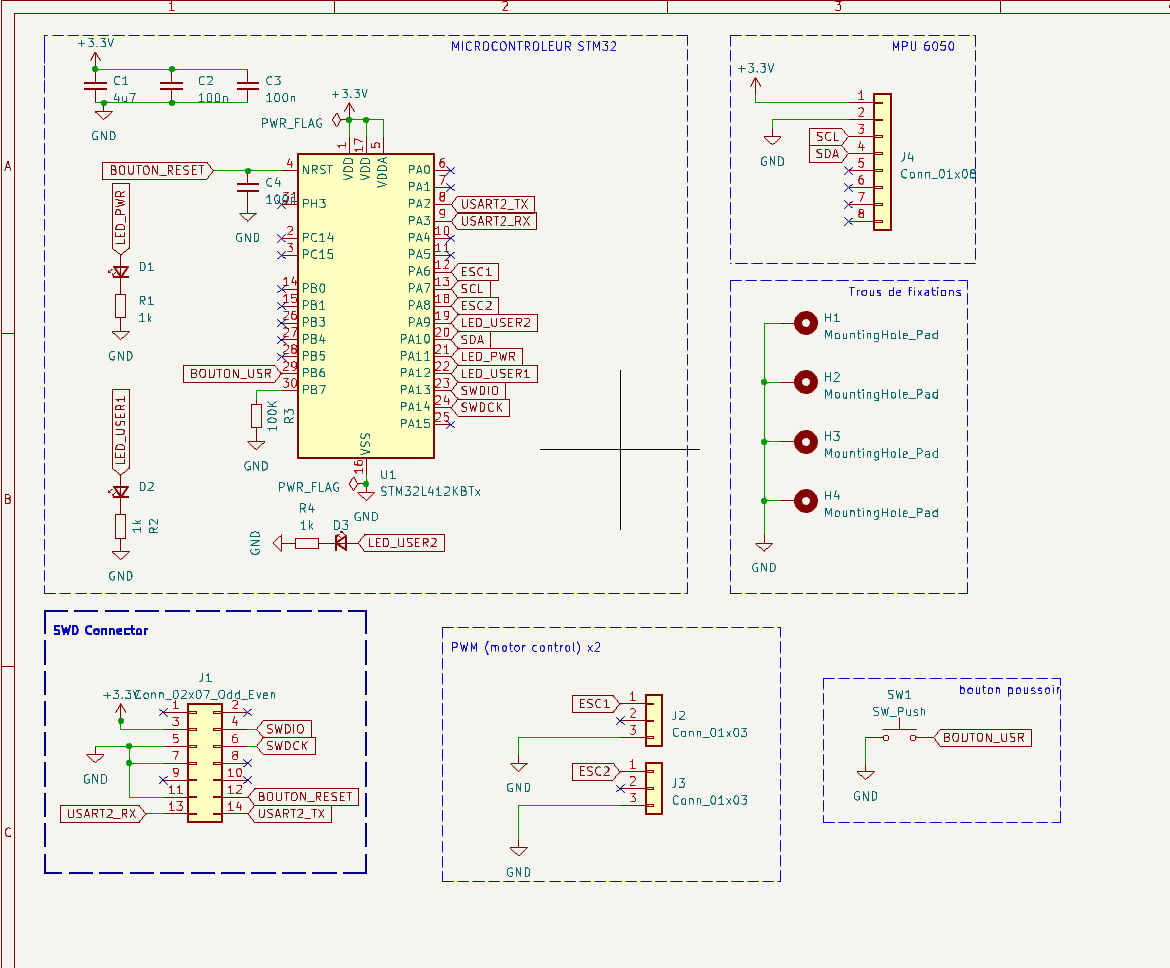 1
2
3
A
B
C
MICROCONTROLEUR STM32
+3.3V
C1
4u7
C2
100n
C3
100n
GND
+3.3V
PWR_FLAG
1
17
5
VDD
VDD
VDDA
BOUTON_RESET
4
NRST
C4
GND
31
PH3
2
PC14
3
PC15
14
PB0
15
PB1
26
PB3
27
PB4
28
PB5
BOUTON_USR
29
PB6
30
PB7
100K
R3
GND
PA0
6
PA1
7
PA2
8
USART2_TX
PA3
9
USART2_RX
PA4
10
PA5
11
PA6
12
ESC1
PA7
13
SCL
PA8
18
ESC2
PA9
19
LED_USER2
PA10
20
SDA
PA11
21
LED_PWR
PA12
22
LED_USER1
PA13
23
SWDIO
PA14
24
SWDCK
PA15
25
VSS
16
U1
STM32L412KBTx
PWR_FLAG
GND
LED_PWR
D1
R1
1k
GND
LED_USER1
D2
1k
R2
GND
R4
1k
D3
GND
LED_USER2
MPU 6050
+3.3V
GND
1
2
SCL
3
SDA
4
5
6
7
8
J4
Conn_01x08
Trous de fixations
H1
MountingHole_Pad
H2
MountingHole_Pad
H3
MountingHole_Pad
H4
MountingHole_Pad
GND
SWD Connector
J1
+3.3V
Conn_02x07_Odd_Even
1
2
3
4
SWDIO
5
6
SWDCK
GND
7
8
9
10
11
12
BOUTON_RESET
USART2_RX
13
14
USART2_TX
PWM (motor control) x2
ESC1
1
2
3
J2
Conn_01x03
GND
ESC2
1
2
3
J3
Conn_01x03
GND
bouton poussoir
SW1
SW_Push
BOUTON_USR
GND